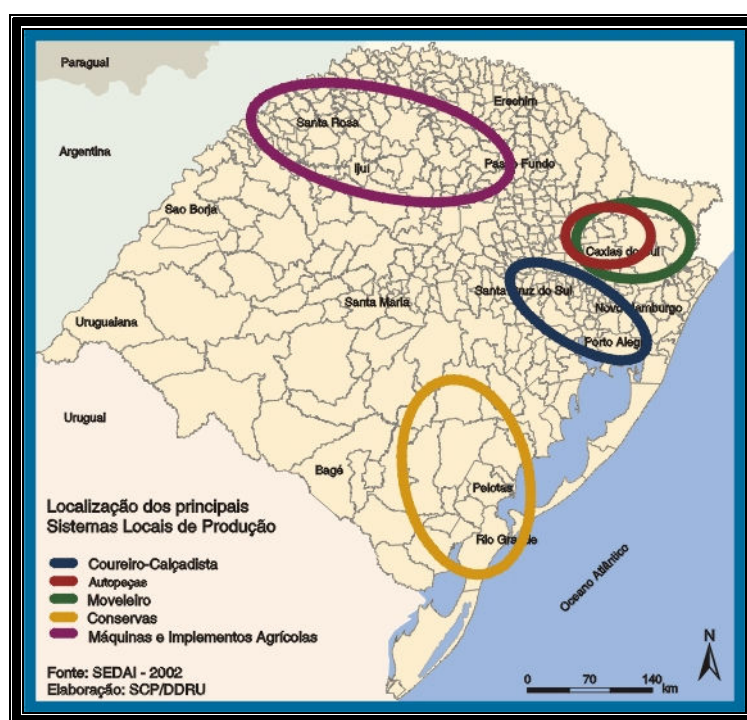 Paraguai
Erechim
Santa Rosa
Argentina
Passo Fundo
Ijuí
Sao Borja
Caxias do Sul
Santa Cruz do Sul
Santa Maria
Novo Hamburgo
Uruguaiana
Porto Alegre
Uruguai
Bagé
Pelotas
Rio Grande
Oceano Atlântico
Localização dos principais
Sistemas Locais de Produção
Coureiro-Calçadista
Autopeças
Moveleiro
Conservas
Máquinas e Implementos Agrícolas
Fonte: SEDAI - 2002
Elaboração: SCP/DDRU
N
0 70 140
km